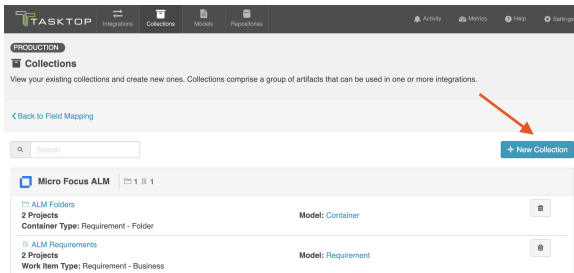 TASKTOP
Integrations
Collections
Models
Repositories
Activity
Metrics
Help
Settings
PRODUCTION
Collections
View your existing collections and create new ones. Collections comprise a group of artifacts that can be used in one or more integrations.
Back to Field Mapping
Search
+ New Collection
Micro Focus ALM 1 1
ALM Folders
2 Projects
Model: Container
Container Type: Requirement - Folder
ALM Requirements
2 Projects
Model: Requirement
Work Item Type: Requirement - Business